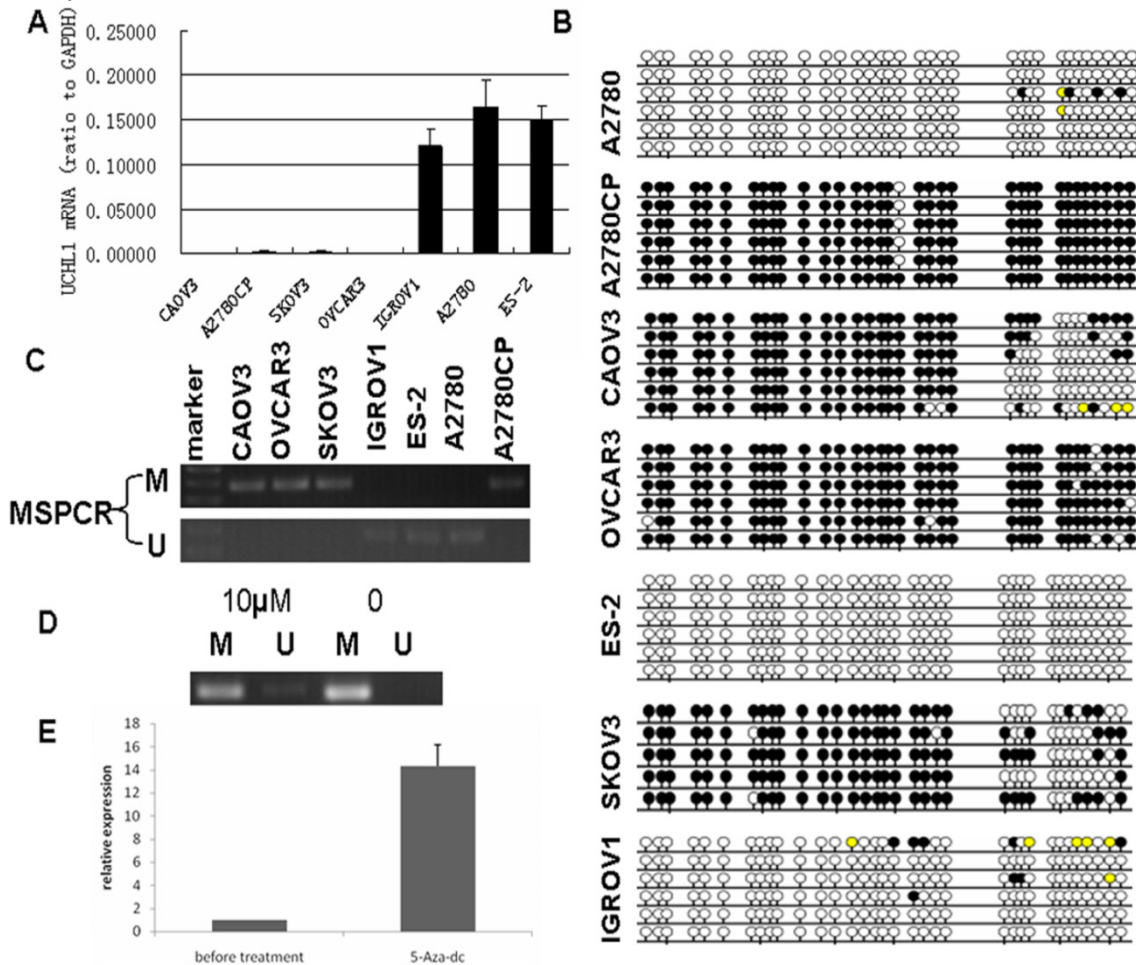 A
UCHL1 mRNA (ratio to GAPDH)
0.25000
0.20000
0.15000
0.10000
0.05000
0.00000
CAOV3
A2780CP
SKOV3
OVCAR3
IGROV1
A2780
ES-2
B
A2780
A2780CP
CAOV3
OVCAR3
ES-2
SKOV3
IGROV1
C
marker
CAOV3
OVCAR3
SKOV3
IGROV1
ES-2
A2780
A2780CP
MSPCR
M
U
D
10µM 0
M U M U
E
relative expression
18
16
14
12
10
8
6
4
2
0
before treatment
5-Aza-dc